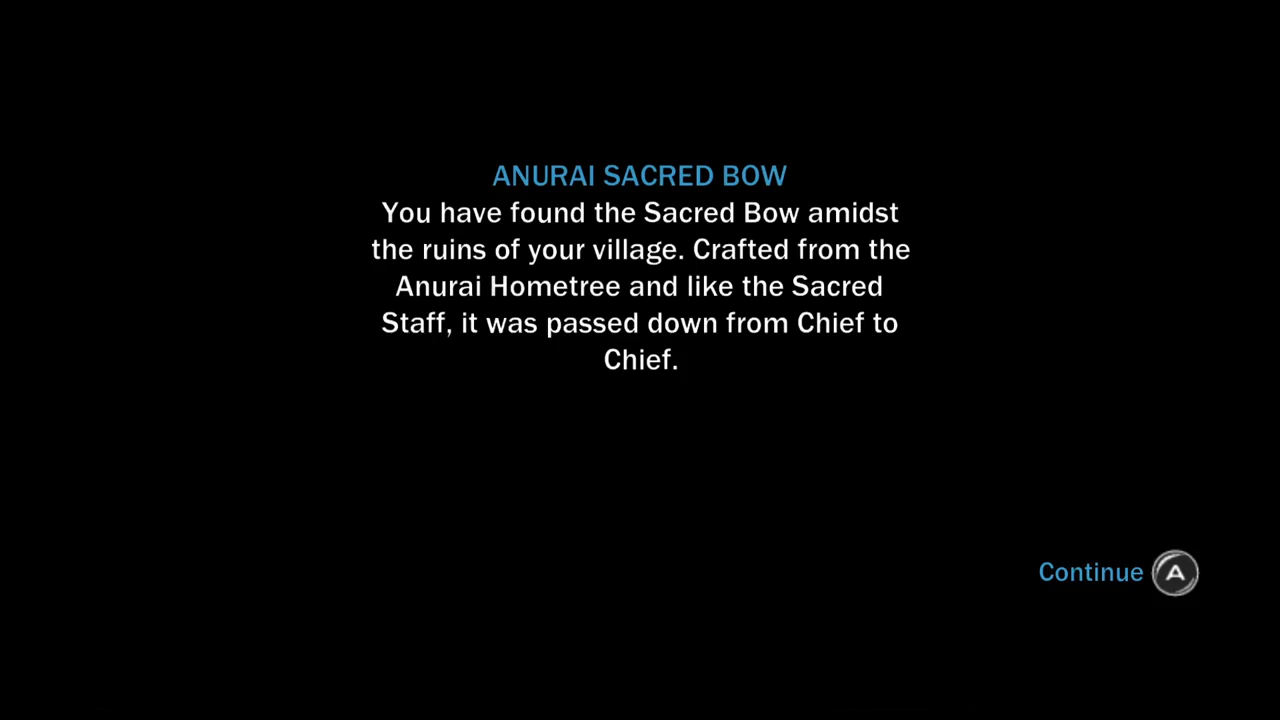 ANURAI SACRED BOW
You have found the Sacred Bow amidst
the ruins of your village. Crafted from the
Anurai Hometree and like the Sacred
Staff, it was passed down from Chief to
Chief.
Continue A